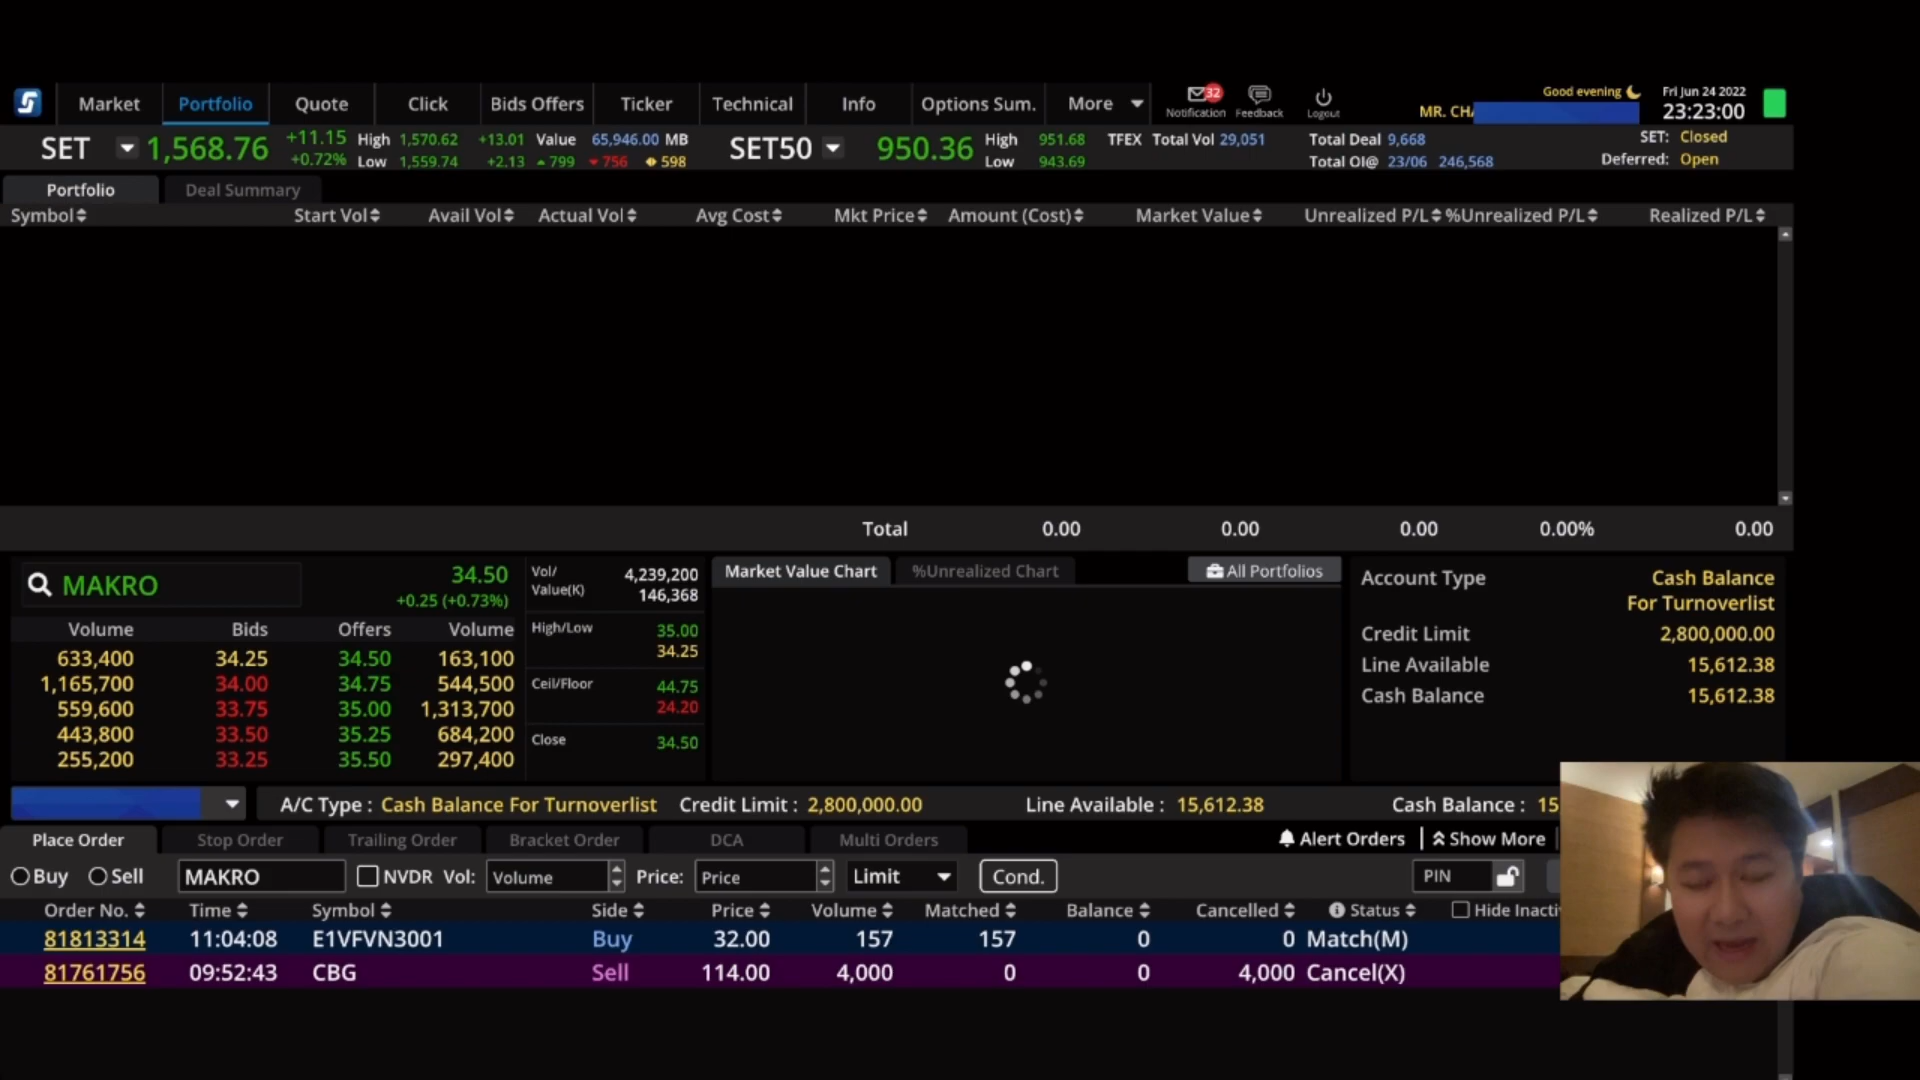 Market Portfolio Quote Click Bids Offers Ticker Technical Info Options Sum. More Notification 32 Feedback Logout Good evening Fri Jun 24 2022
MR. CHA 23:23:00
SET 1,568.76 +11.15 High 1,570.62 +13.01 Value 65,946.00 MB SET50 950.36 High 951.68 TFEX Total Vol 29,051 Total Deal 9,668 SET: Closed
+0.72% Low 1,559.74 +2.13 799 756 598 Low 943.69 Total OI@ 23/06 246,568 Deferred: Open
Portfolio Deal Summary
Symbol Start Vol Avail Vol Actual Vol Avg Cost Mkt Price Amount (Cost) Market Value Unrealized P/L %Unrealized P/L Realized P/L
Total 0.00 0.00 0.00 0.00% 0.00
MAKRO 34.50
+0.25 (+0.73%)
Volume Bids Offers Volume
633,400 34.25 34.50 163,100
1,165,700 34.00 34.75 544,500
559,600 33.75 35.00 1,313,700
443,800 33.50 35.25 684,200
255,200 33.25 35.50 297,400
Vol/ 4,239,200
Value(K) 146,368
High/Low 35.00
34.25
Ceil/Floor 44.75
24.20
Close 34.50
Market Value Chart %Unrealized Chart All Portfolios
Account Type Cash Balance
For Turnoverlist
Credit Limit 2,800,000.00
Line Available 15,612.38
Cash Balance 15,612.38
A/C Type : Cash Balance For Turnoverlist Credit Limit : 2,800,000.00 Line Available : 15,612.38 Cash Balance : 15
Place Order Stop Order Trailing Order Bracket Order DCA Multi Orders Alert Orders Show More
Buy Sell MAKRO NVDR Vol: Volume Price: Price Limit Cond. PIN
Order No. Time Symbol Side Price Volume Matched Balance Cancelled Status Hide Inacti
81813314 11:04:08 E1VFVN3001 Buy 32.00 157 157 0 0 Match(M)
81761756 09:52:43 CBG Sell 114.00 4,000 0 0 4,000 Cancel(X)